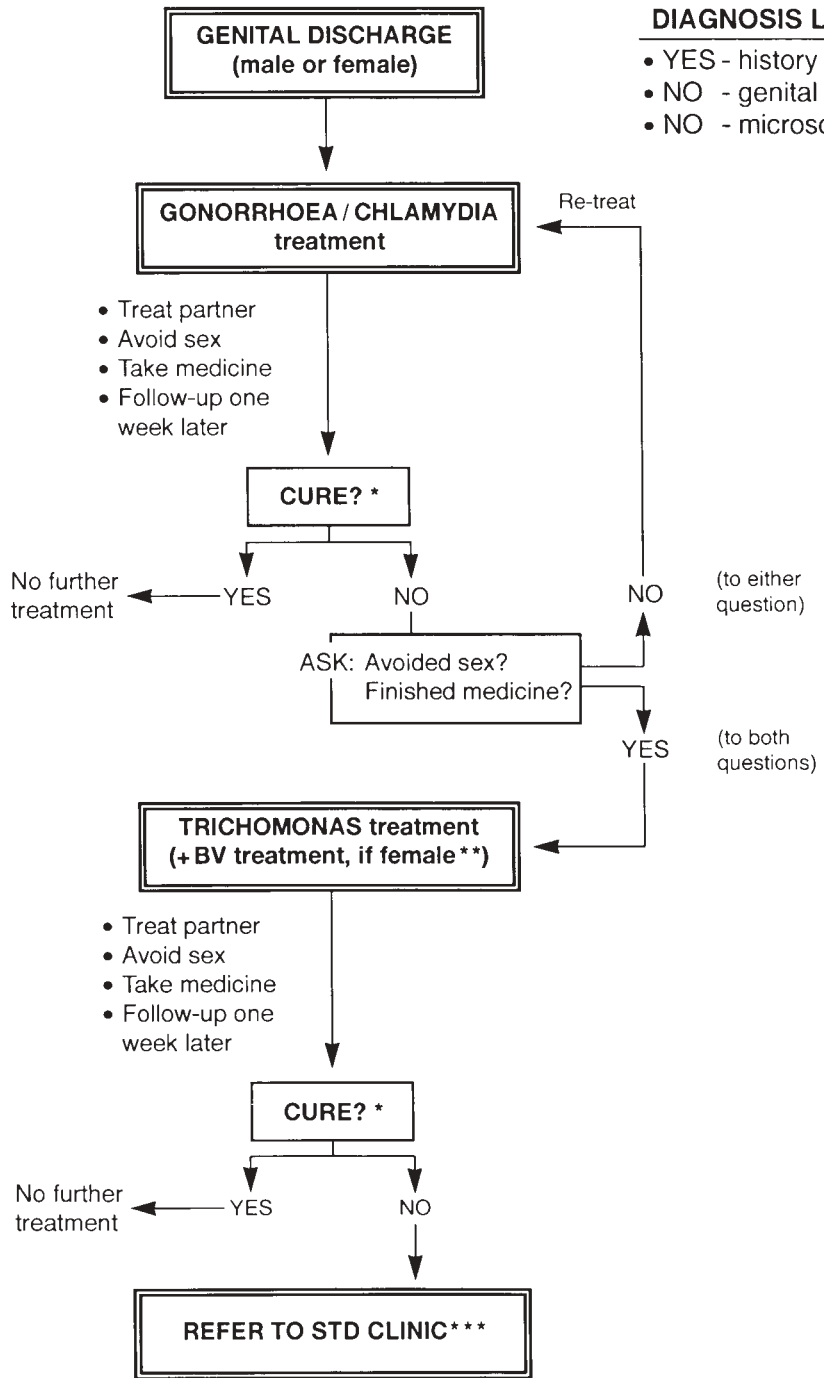 GENITAL DISCHARGE
(male or female)
DIAGNOSIS
• YES - history
• NO - genital
• NO -
GONORRHOEA / CHLAMYDIA
treatment
Re-treat
• Treat partner
• Avoid sex
• Take medicine
• Follow-up one
week later
CURE? *
No further
treatment
YES
NO
NO
(to either
question)
ASK: Avoided sex?
Finished medicine?
YES
(to both
questions)
TRICHOMONAS treatment
(+ BV treatment, if female**)
• Treat partner
• Avoid sex
• Take medicine
• Follow-up one
week later
CURE? *
No further
treatment
YES
NO
REFER TO STD CLINIC***